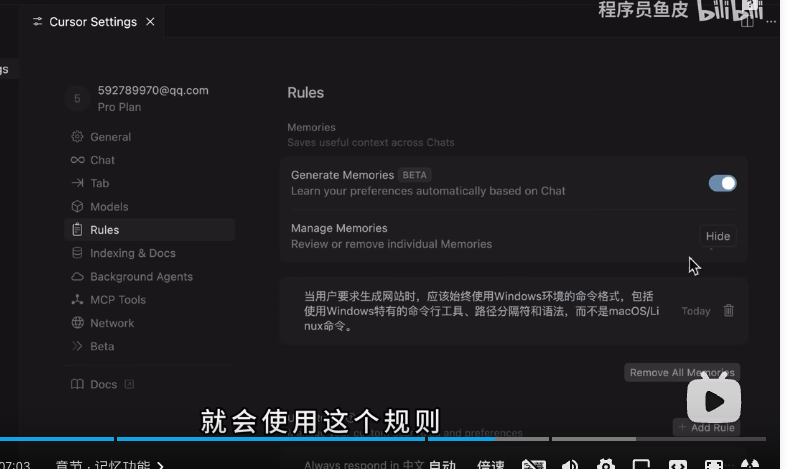 Cursor Settings
程序员鱼皮 bilibili
gs
592789970@qq.com
5
Pro Plan
General
Chat
Tab
Models
Rules
Indexing & Docs
Background Agents
MCP Tools
Network
Beta
Docs
Rules
Memories
Saves useful context across Chats
Generate Memories BETA
Learn your preferences automatically based on Chat
Manage Memories
Review or remove individual Memories
Hide
当用户要求生成网站时，应该始终使用Windows环境的命令格式，包括
使用Windows特有的命令行工具、路径分隔符和语法，而不是macOS/Li
nux命令。
Today
Remove All Memories
就会使用这个规则
and preferences
+ Add Rule
07:03
章节·记忆功能
Always respond in 中文
自动
倍速